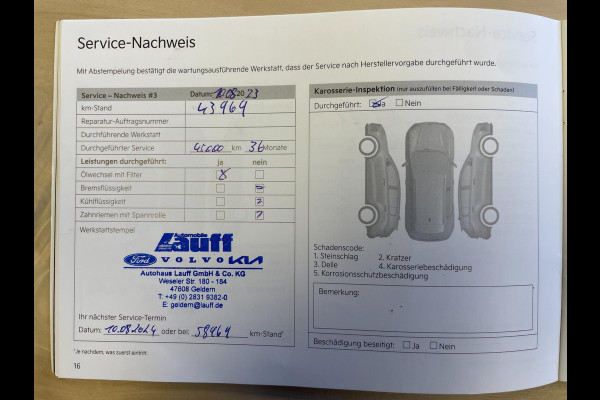 Service-Nachweis
Mit Abstempelung bestätigt die wartungsausführende Werkstatt, dass der Service nach Herstellervorgabe durchgeführt wurde.
Service – Nachweis #3 Datum: 10.08.2023
km-Stand 43969
Reparatur-Auftragsnummer
Durchführende Werkstatt
Durchgeführter Service 45000 km 36 Monate
Leistungen durchgeführt: ja nein
Ölwechsel mit Filter
Bremsflüssigkeit
Kühlflüssigkeit
Zahnriemen mit Spannrolle
Werkstattstempel
Automobile
Lauff
Ford VOLVO KIA
Autohaus Lauff GmbH & Co. KG
Weseler Str. 180 - 184
47608 Geldern
T: +49 (0) 2831 9382-0
E: geldern@lauff.de
Ihr nächster Service-Termin
Datum: 10.08.2024 oder bei: 58969 km-Stand*
*Je nachdem, was zuerst eintritt.
16
Karosserie-Inspektion (nur auszufüllen bei Fälligkeit oder Schaden)
Durchgeführt: Ja Nein
Schadenscode:
1. Steinschlag 2. Kratzer
3. Delle 4. Karosseriebeschädigung
5. Korrosionsschutzbeschädigung
Bemerkung:
Beschädigung beseitigt: Ja Nein